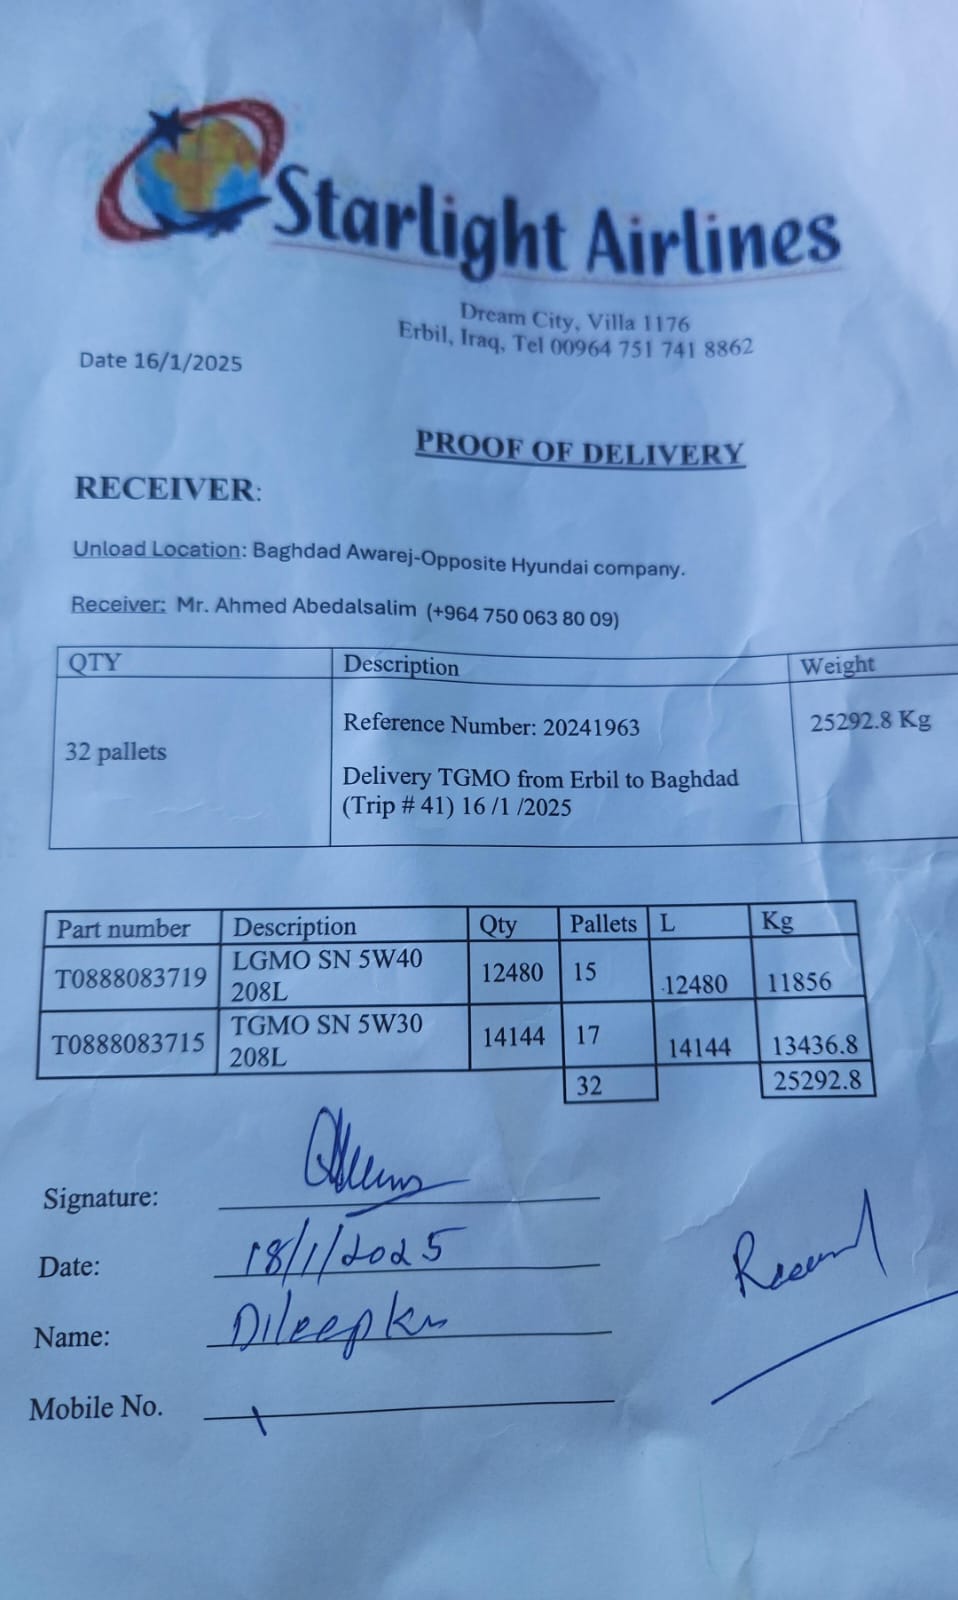 Starlight Airlines
Dream City, Villa 1176
Erbil, Iraq, Tel 00964 751 741 8862
Date 16/1/2025
PROOF OF DELIVERY
RECEIVER:
Unload Location: Baghdad Awarej-Opposite Hyundai company.
Receiver: Mr. Ahmed Abedalsalim (+964 750 063 80 09)
QTY Description Weight
Reference Number: 20241963 25292.8 Kg
32 pallets
Delivery TGMO from Erbil to Baghdad
(Trip # 41) 16 /1 /2025
Part number Description Qty Pallets L Kg
T0888083719 LGMO SN 5W40 208L 12480 15 12480 11856
T0888083715 TGMO SN 5W30 208L 14144 17 14144 13436.8
32 25292.8
Signature:
Date: 18/1/2025
Name: Dileep
Mobile No.